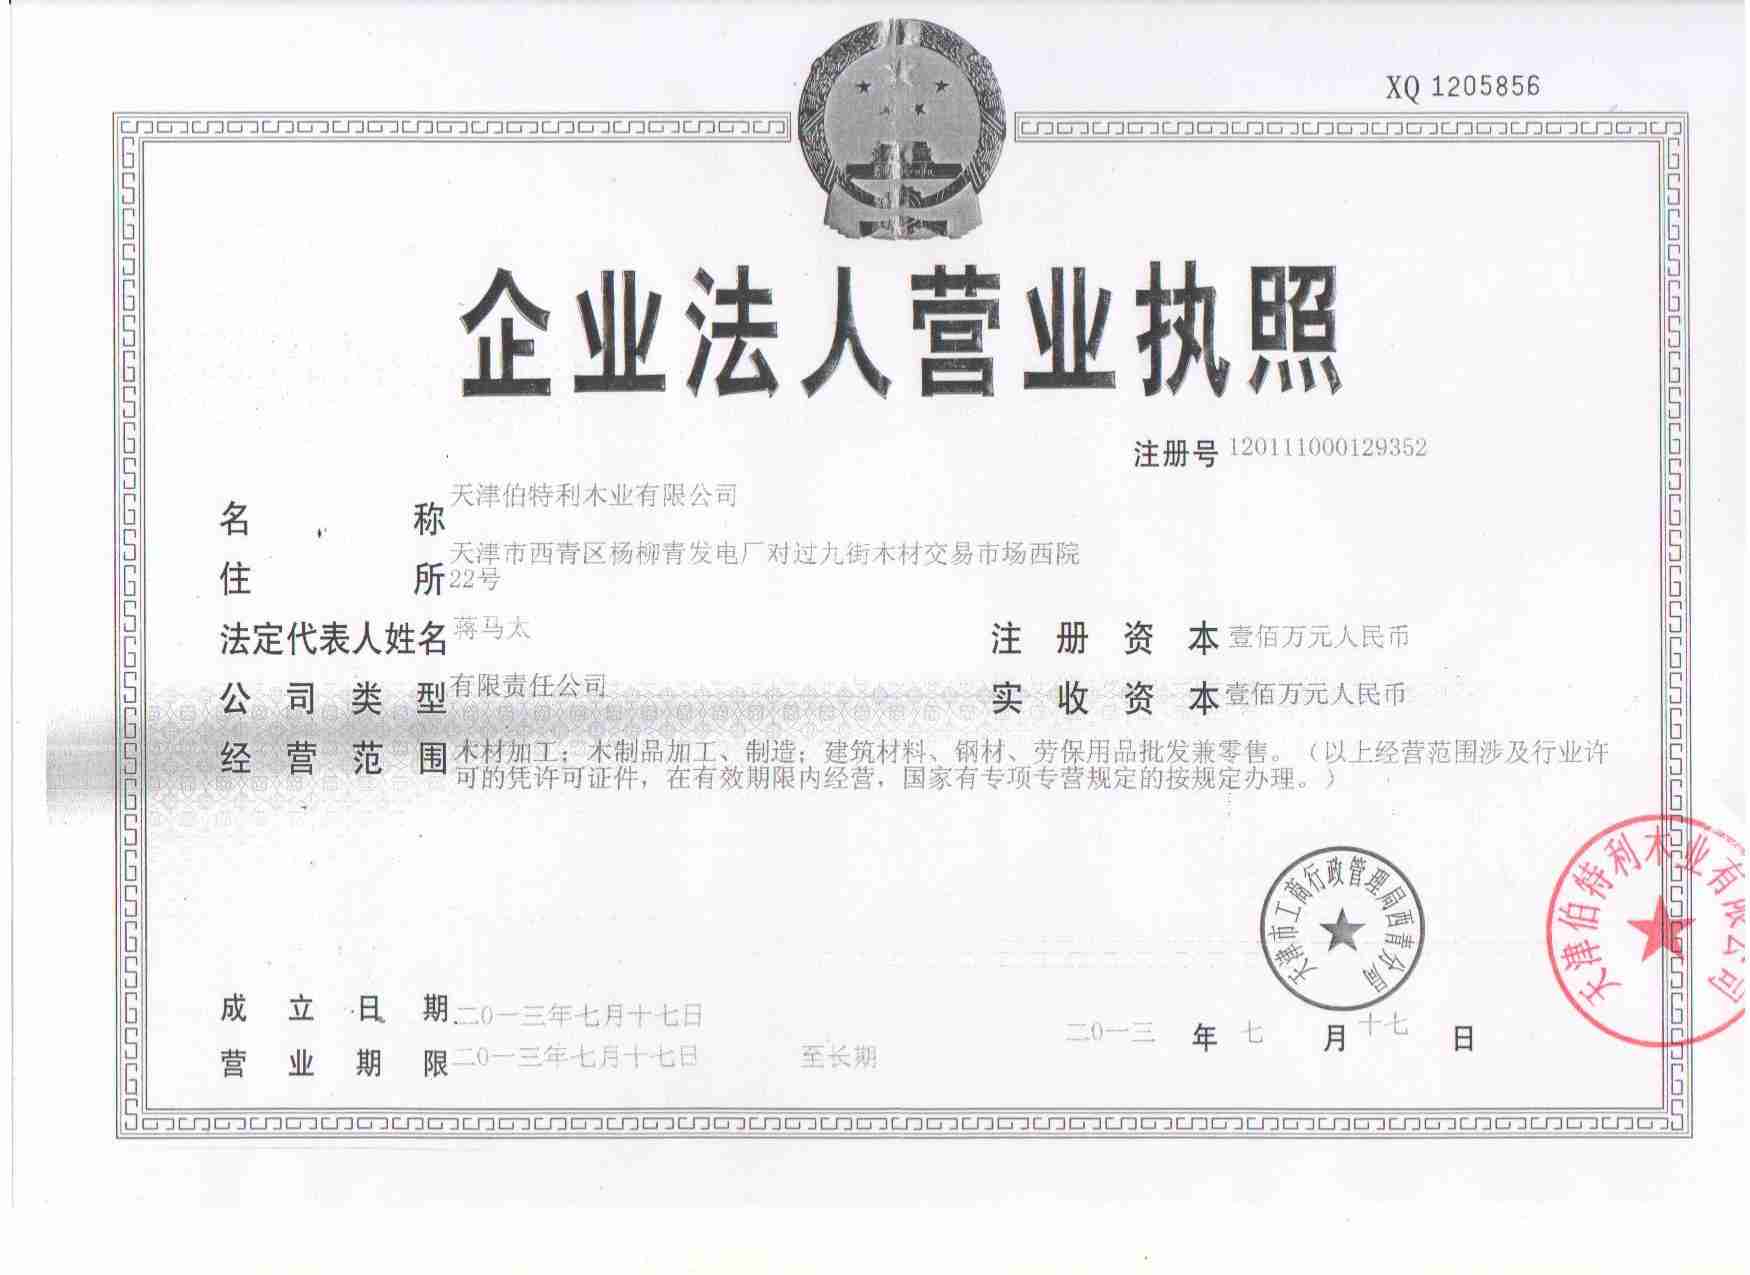 XQ 1205856
企业法人营业执照
注册号 120111000129352
名称 天津伯特利木业有限公司
住所 天津市西青区杨柳青发电厂对过九街木材交易市场西院
22号
法定代表人姓名 蒋马太 注册资本 壹佰万元人民币
公司类型 有限责任公司 实收资本 壹佰万元人民币
经营范围 木材加工；木制品加工、制造；建筑材料、钢材、劳保用品批发兼零售。（以上经营范围涉及行业许
可的凭许可证件，在有效期限内经营，国家有专项专营规定的按规定办理。）
天津市工商行政管理局西青分局
天津伯特利木业有限公司
成立日期 二〇一三年七月十七日
二〇一三年七月十七日
营业期限 二〇一三年七月十七日 至长期